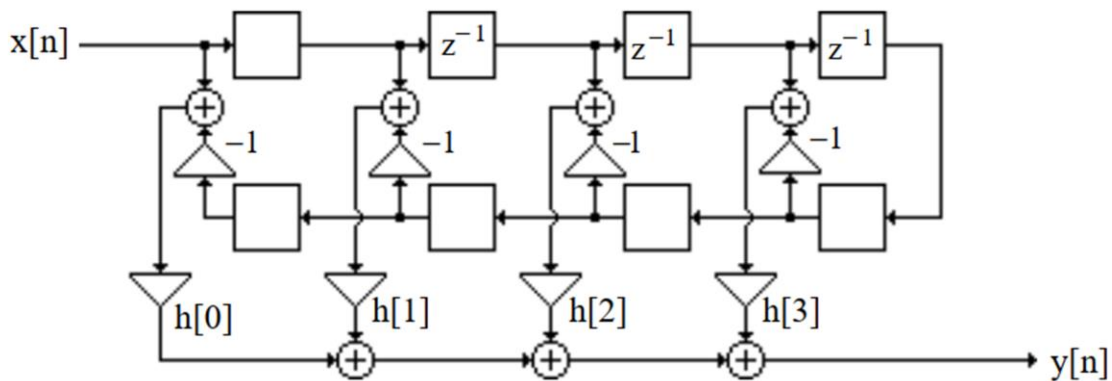 x[n]
z⁻¹
z⁻¹
z⁻¹
+
+
+
+
−1
−1
−1
−1
h[0]
h[1]
h[2]
h[3]
+
+
+
y[n]